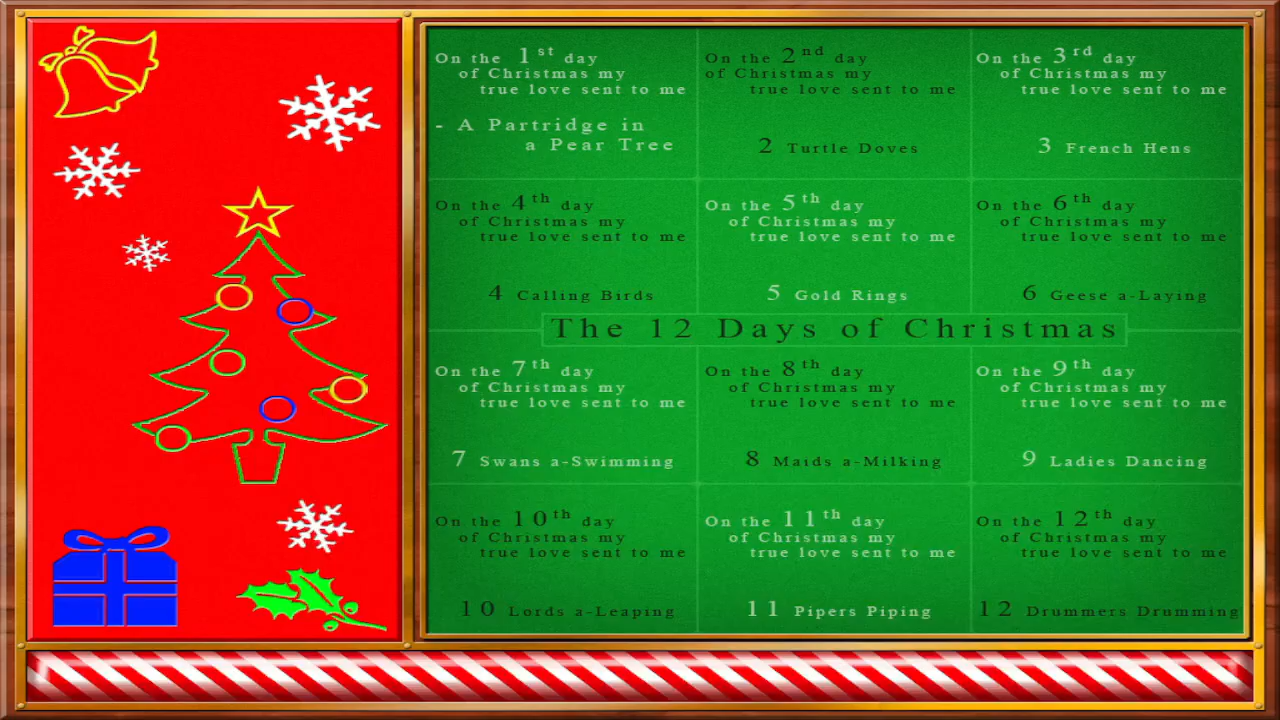 On the 1st day
of Christmas my
true love sent to me
- A Partridge in
a Pear Tree
On the 2nd day
of Christmas my
true love sent to me
2 Turtle Doves
On the 3rd day
of Christmas my
true love sent to me
3 French Hens
On the 4th day
of Christmas my
true love sent to me
4 Calling Birds
On the 5th day
of Christmas my
true love sent to me
5 Gold Rings
On the 6th day
of Christmas my
true love sent to me
6 Geese a-Laying
The 12 Days of Christmas
On the 7th day
of Christmas my
true love sent to me
7 Swans a-Swimming
On the 8th day
of Christmas my
true love sent to me
8 Maids a-Milking
On the 9th day
of Christmas my
true love sent to me
9 Ladies Dancing
On the 10th day
of Christmas my
true love sent to me
10 Lords a-Leaping
On the 11th day
of Christmas my
true love sent to me
11 Pipers Piping
On the 12th day
of Christmas my
true love sent to me
12 Drummers Drumming